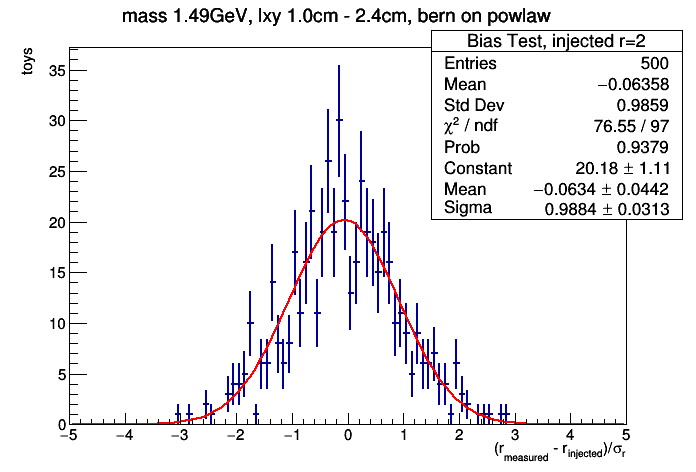 mass 1.49GeV, lxy 1.0cm - 2.4cm, bern on powlaw
Bias Test, injected r=2
Entries 500
Mean −0.06358
Std Dev 0.9859
χ² / ndf 76.55 / 97
Prob 0.9379
Constant 20.18 ± 1.11
Mean −0.0634 ± 0.0442
Sigma 0.9884 ± 0.0313
toys
35
30
25
20
15
10
5
0
−5 −4 −3 −2 −1 0 1 2 3 4 5
(r_measured - r_injected)/σ_r